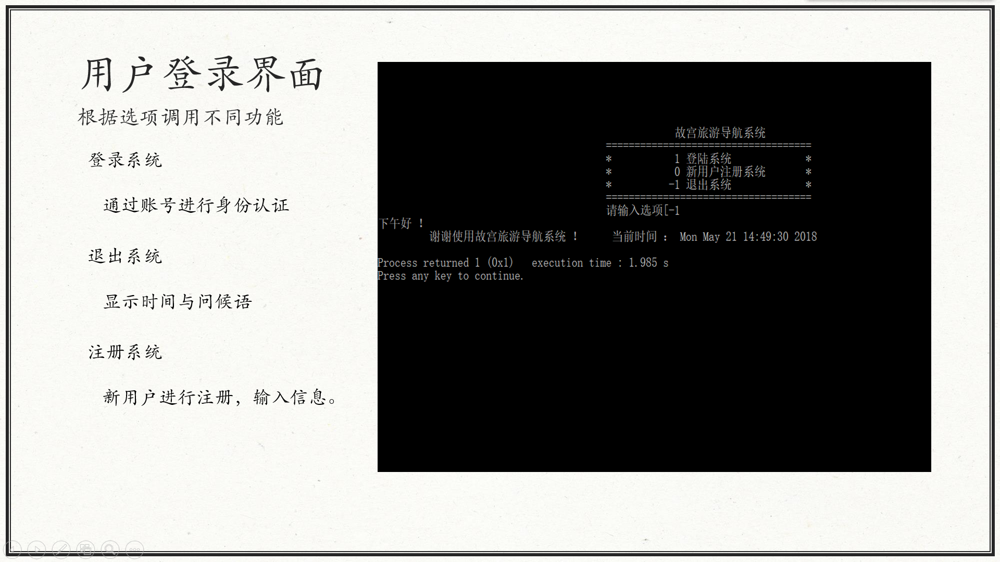 用户登录界面
根据选项调用不同功能
登录系统
通过账号进行身份认证
退出系统
显示时间与问候语
注册系统
新用户进行注册，输入信息。
故宫旅游导航系统
====================================
* 1 登陆系统 *
* 0 新用户注册系统 *
* -1 退出系统 *
====================================
请输入选项[-1
下午好 ！
谢谢使用故宫旅游导航系统 ！ 当前时间 ： Mon May 21 14:49:30 2018
Process returned 1 (0x1) execution time : 1.985 s
Press any key to continue.